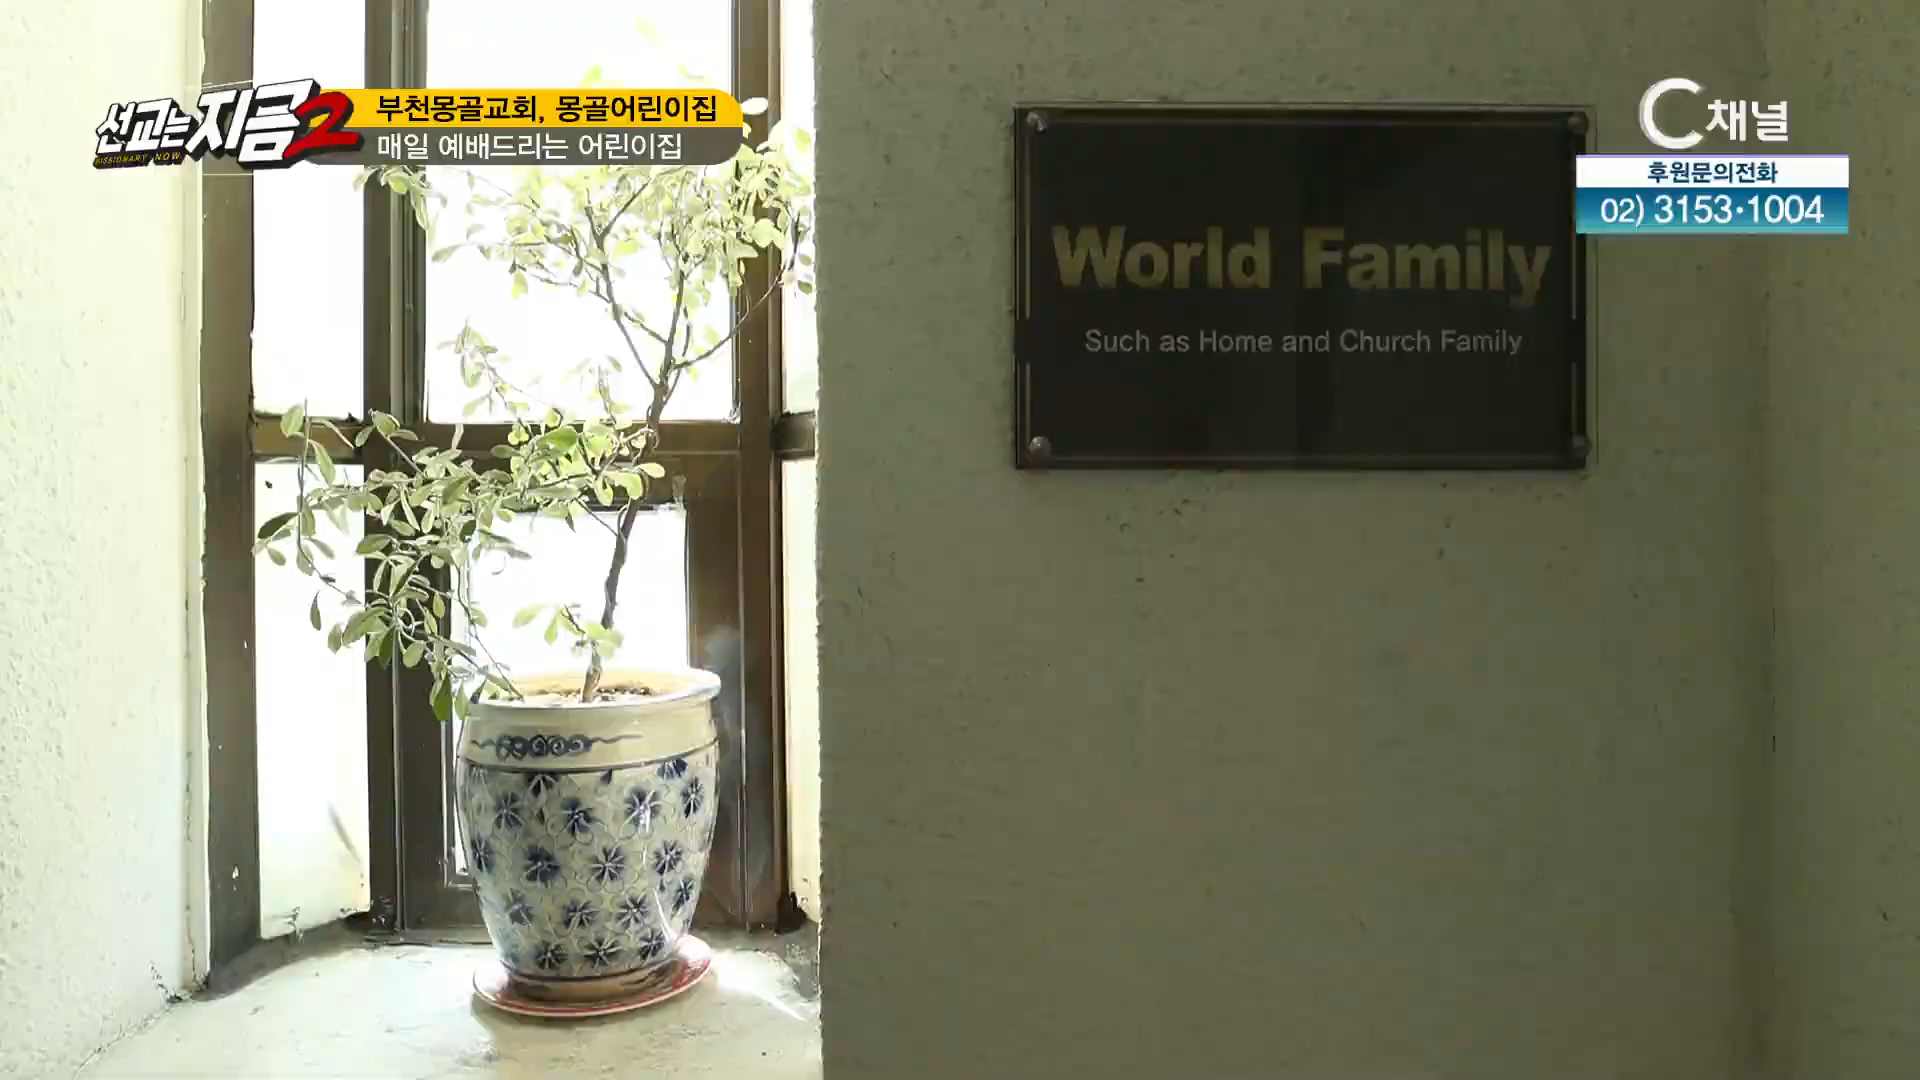 선교는 지금2
MISSIONARY NOW
부천몽골교회, 몽골어린이집
매일 예배드리는 어린이집
C채널
후원문의전화
02) 3153·1004
World Family
Such as Home and Church Family